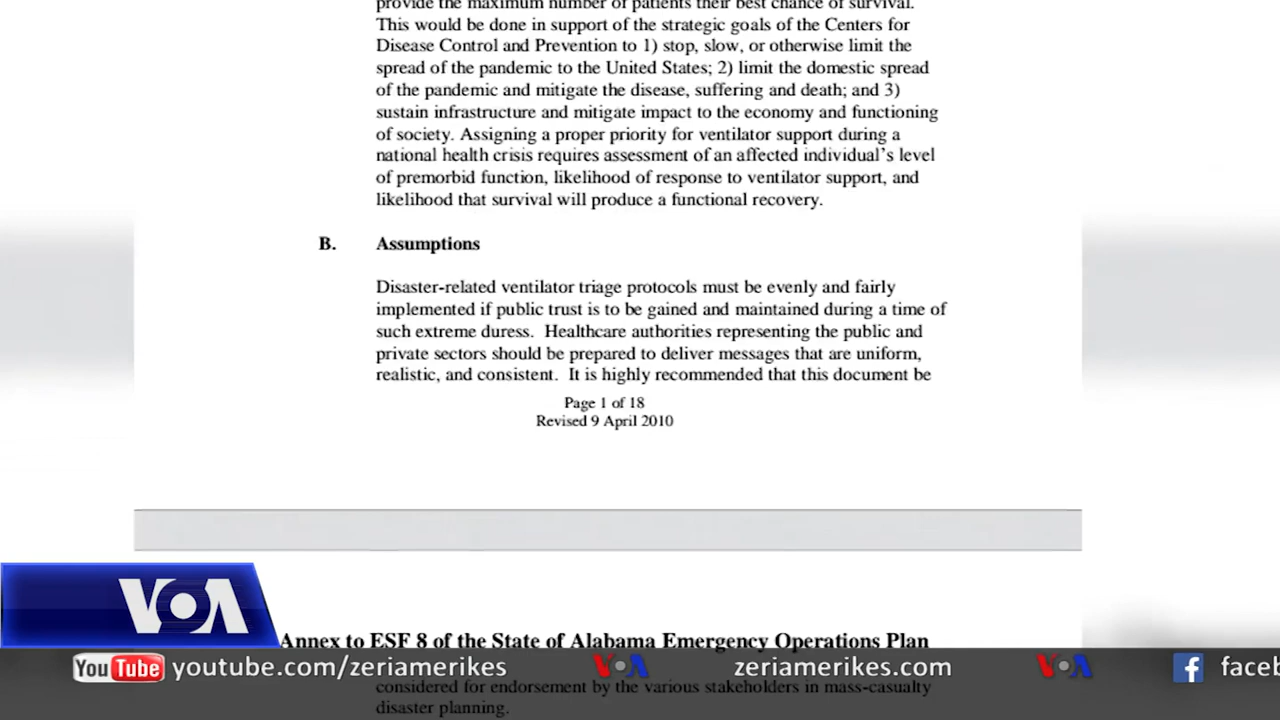 provide the maximum number of patients their best chance of survival.
This would be done in support of the strategic goals of the Centers for
Disease Control and Prevention to 1) stop, slow, or otherwise limit the
spread of the pandemic to the United States; 2) limit the domestic spread
of the pandemic and mitigate the disease, suffering and death; and 3)
sustain infrastructure and mitigate impact to the economy and functioning
of society. Assigning a proper priority for ventilator support during a
national health crisis requires assessment of an affected individual's level
of premorbid function, likelihood of response to ventilator support, and
likelihood that survival will produce a functional recovery.
B. Assumptions
Disaster-related ventilator triage protocols must be evenly and fairly
implemented if public trust is to be gained and maintained during a time of
such extreme duress. Healthcare authorities representing the public and
private sectors should be prepared to deliver messages that are uniform,
realistic, and consistent. It is highly recommended that this document be
Page 1 of 18
Revised 9 April 2010
VOA
Annex to ESF 8 of the State of Alabama Emergency Operations Plan
YouTube youtube.com/zeriamerikes VOA zeriamerikes.com VOA f faceb
considered for endorsement by the various stakeholders in mass-casualty
disaster planning.